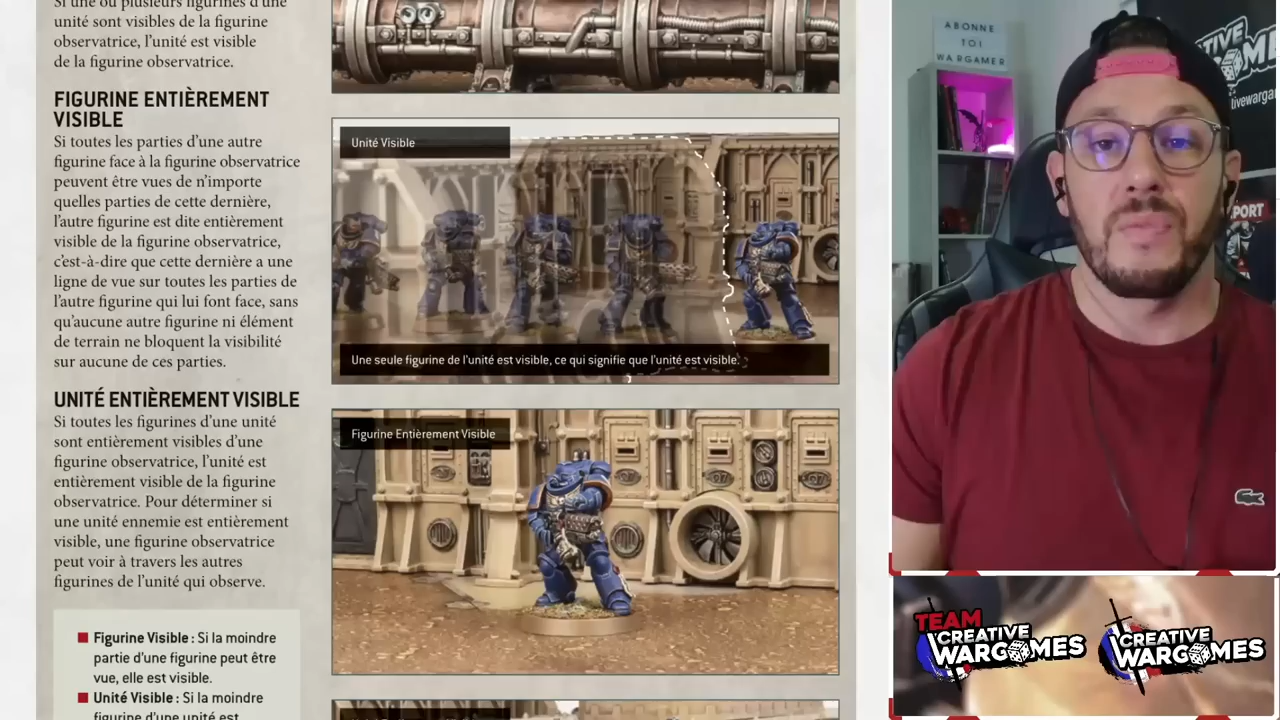 Si une ou plusieurs figurines d'une
unité sont visibles de la figurine
observatrice, l'unité est visible
de la figurine observatrice.
FIGURINE ENTIÈREMENT
VISIBLE
Si toutes les parties d'une autre
figurine face à la figurine observatrice
peuvent être vues de n'importe
quelles parties de cette dernière,
l'autre figurine est dite entièrement
visible de la figurine observatrice,
c'est-à-dire que cette dernière a une
ligne de vue sur toutes les parties de
l'autre figurine qui lui font face, sans
qu'aucune autre figurine ni élément
de terrain ne bloquent la visibilité
sur aucune de ces parties.
UNITÉ ENTIÈREMENT VISIBLE
Si toutes les figurines d'une unité
sont entièrement visibles d'une
figurine observatrice, l'unité est
entièrement visible de la figurine
observatrice. Pour déterminer si
une unité ennemie est entièrement
visible, une figurine observatrice
peut voir à travers les autres
figurines de l'unité qui observe.
Figurine Visible : Si la moindre
partie d'une figurine peut être
vue, elle est visible.
Unité Visible : Si la moindre
figurine d'une unité est
Unité Visible
Une seule figurine de l'unité est visible, ce qui signifie que l'unité est visible.
Figurine Entièrement Visible
ABONNE
TOI
WARGAMER
TEAM
CREATIVE
WARGAMES
CREATIVE
WARGAMES